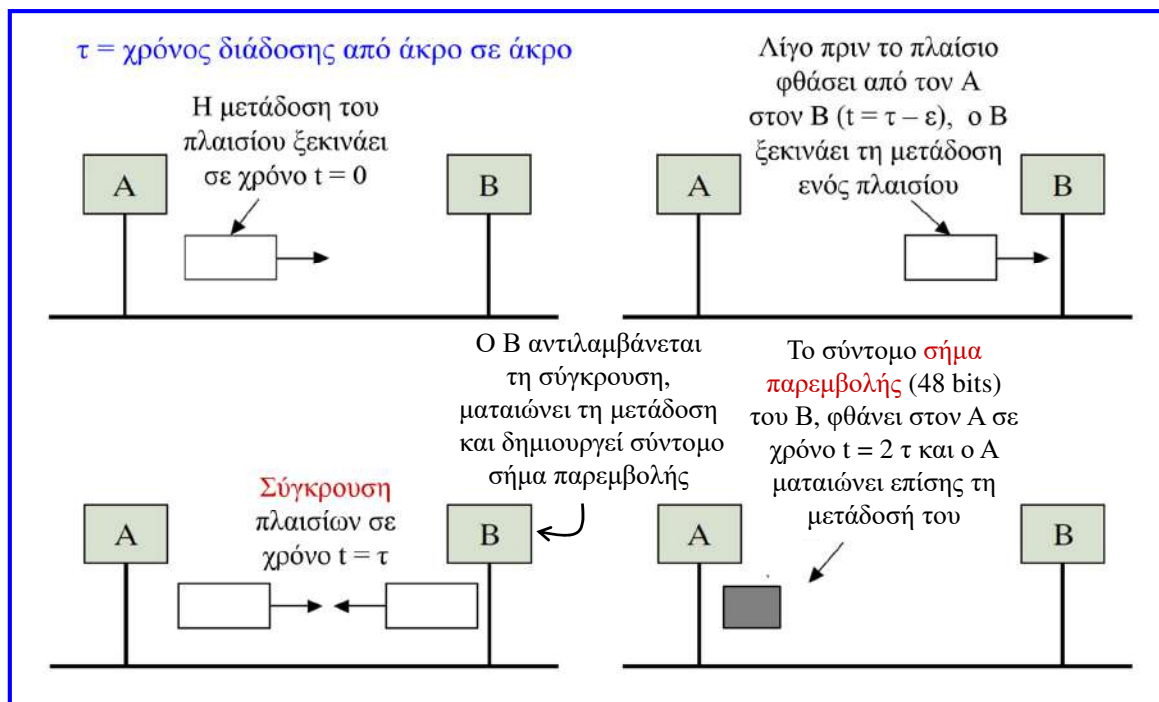 τ = χρόνος διάδοσης από άκρο σε άκρο
Η μετάδοση του
πλαισίου ξεκινάει
σε χρόνο t = 0
A
B
Λίγο πριν το πλαίσιο
φθάσει από τον Α
στον Β (t = τ – ε), ο Β
ξεκινάει τη μετάδοση
ενός πλαισίου
A
B
Ο Β αντιλαμβάνεται
τη σύγκρουση,
ματαιώνει τη μετάδοση
και δημιουργεί σύντομο
σήμα παρεμβολής
Σύγκρουση
πλαισίων σε
χρόνο t = τ
A
B
Το σύντομο σήμα
παρεμβολής (48 bits)
του Β, φθάνει στον Α σε
χρόνο t = 2 τ και ο Α
ματαιώνει επίσης τη
μετάδοσή του
A
B